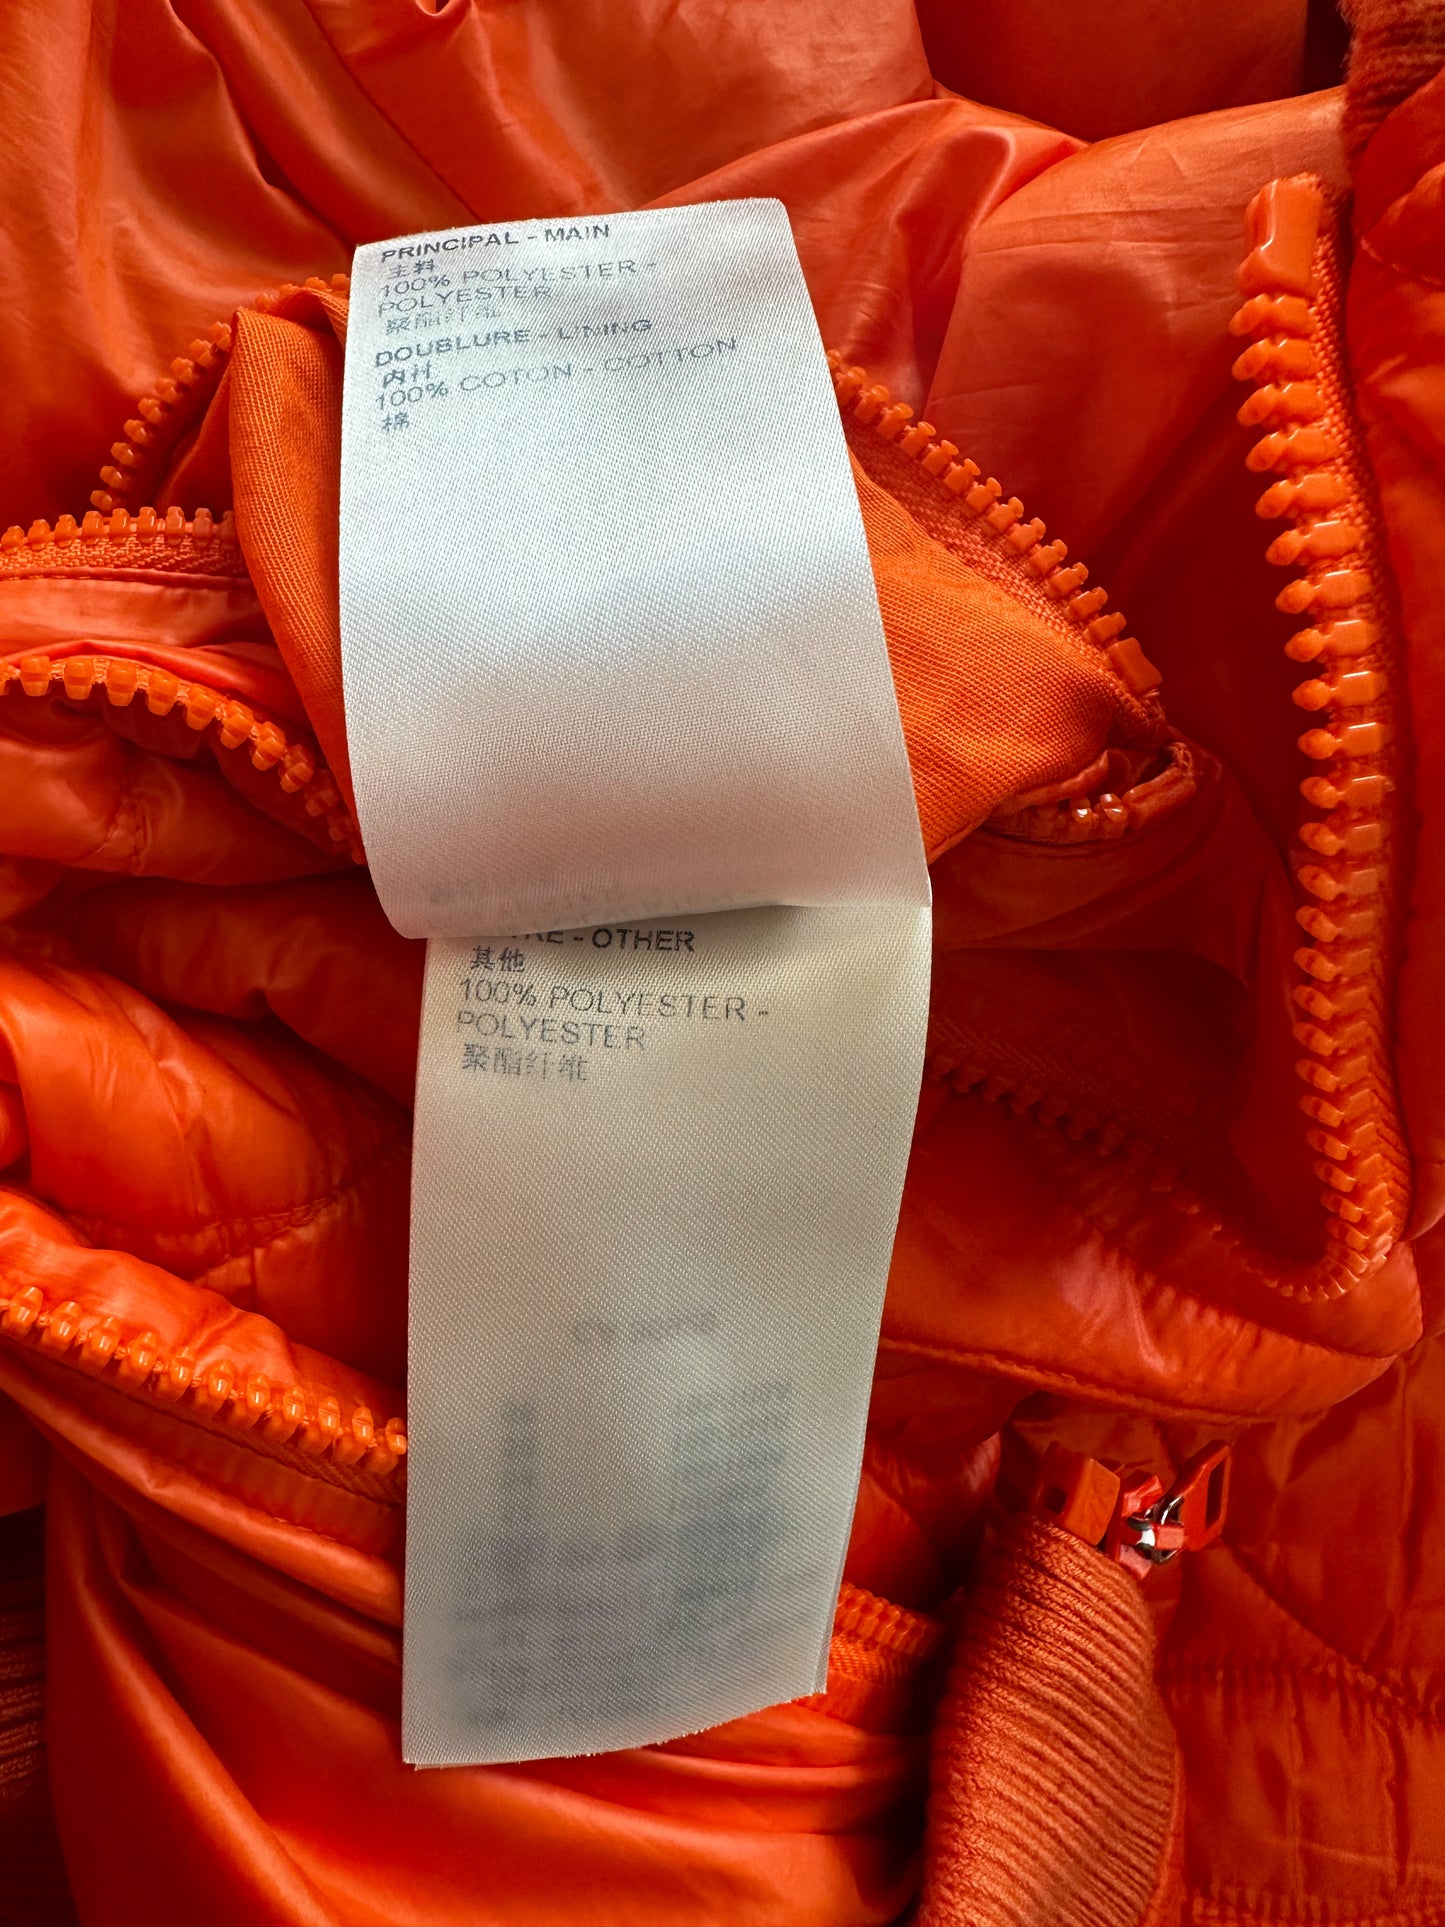 PRINCIPAL - MAIN
主料
100% POLYESTER -
POLYESTER
聚酯纤维
DOUBLURE - LINING
内衬
100% COTON - COTTON
棉
- OTHER
其他
100% POLYESTER -
POLYESTER
聚酯纤维